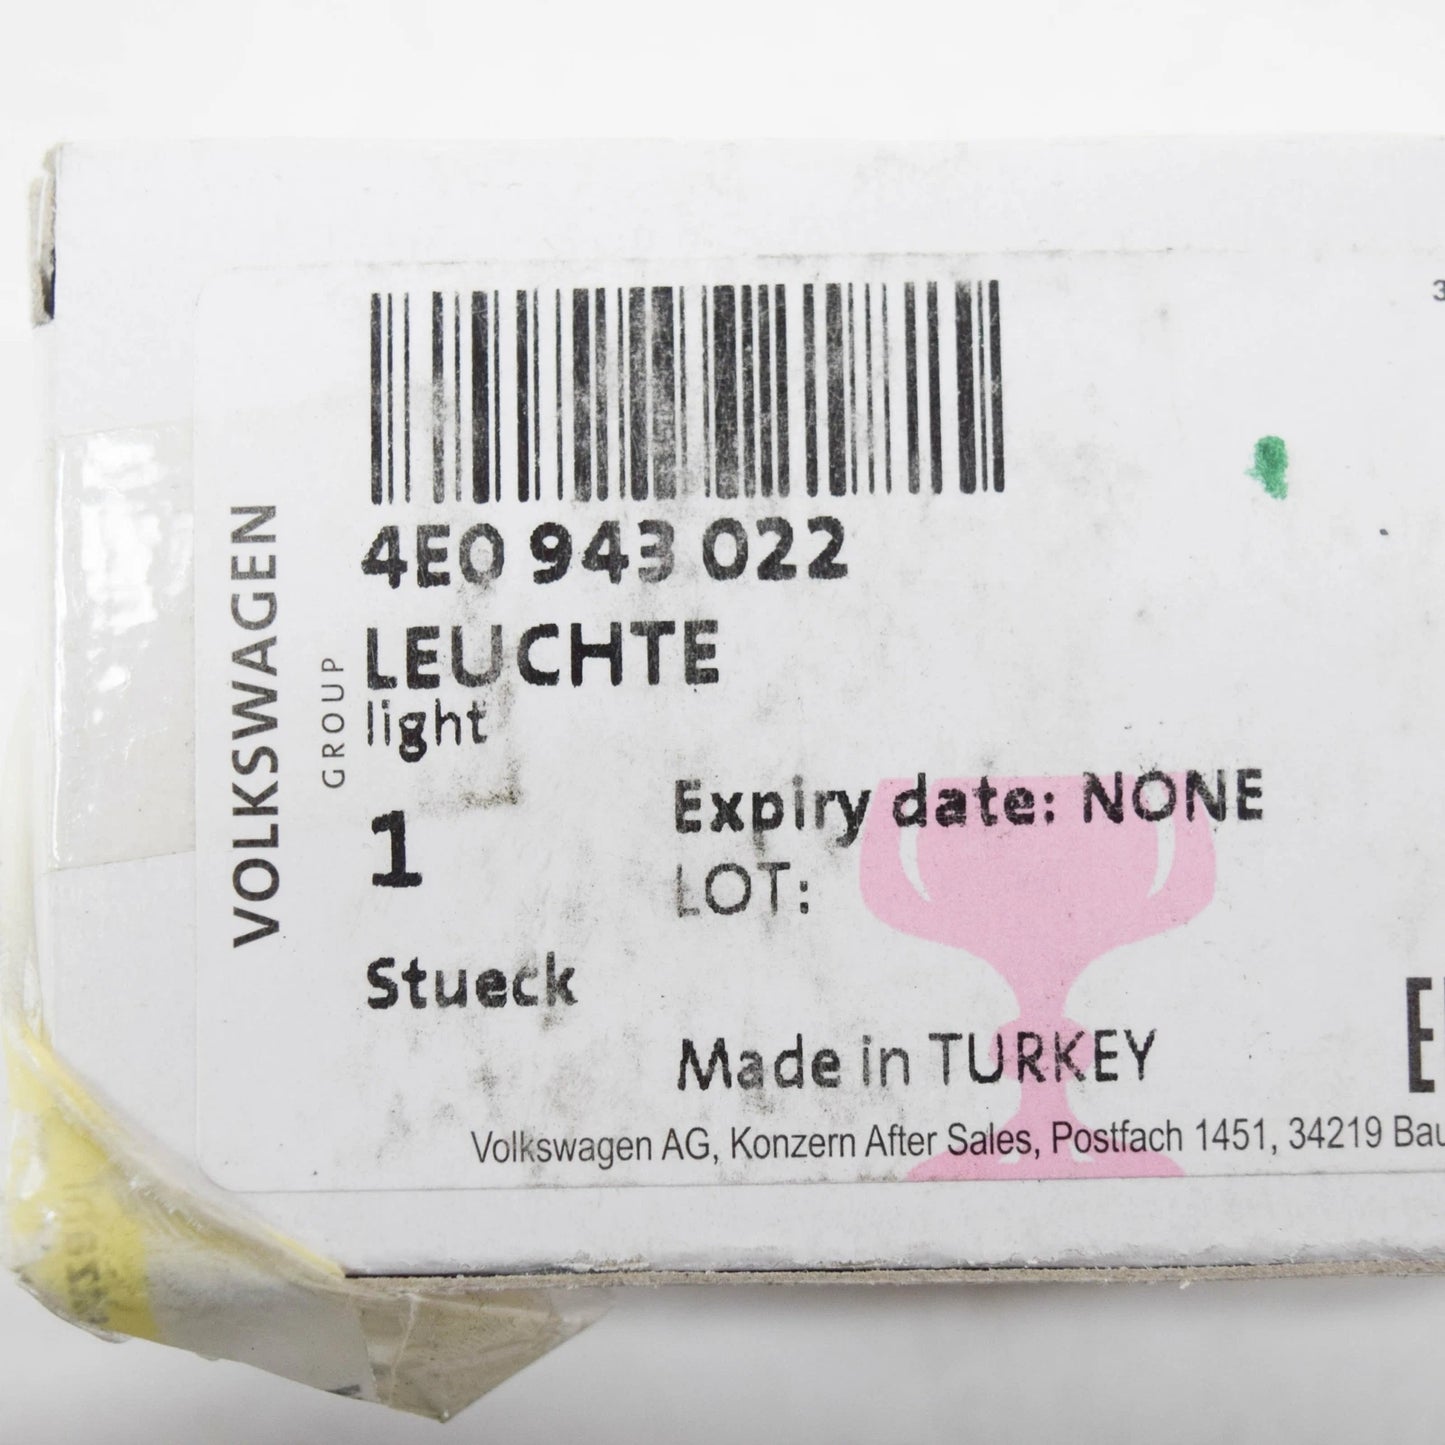 VOLKSWAGEN
GROUP
4E0 943 022
LEUCHTE
light
1
Expiry date: NONE
LOT:
Stueck
Made in TURKEY
Volkswagen AG, Konzern After Sales, Postfach 1451, 34219